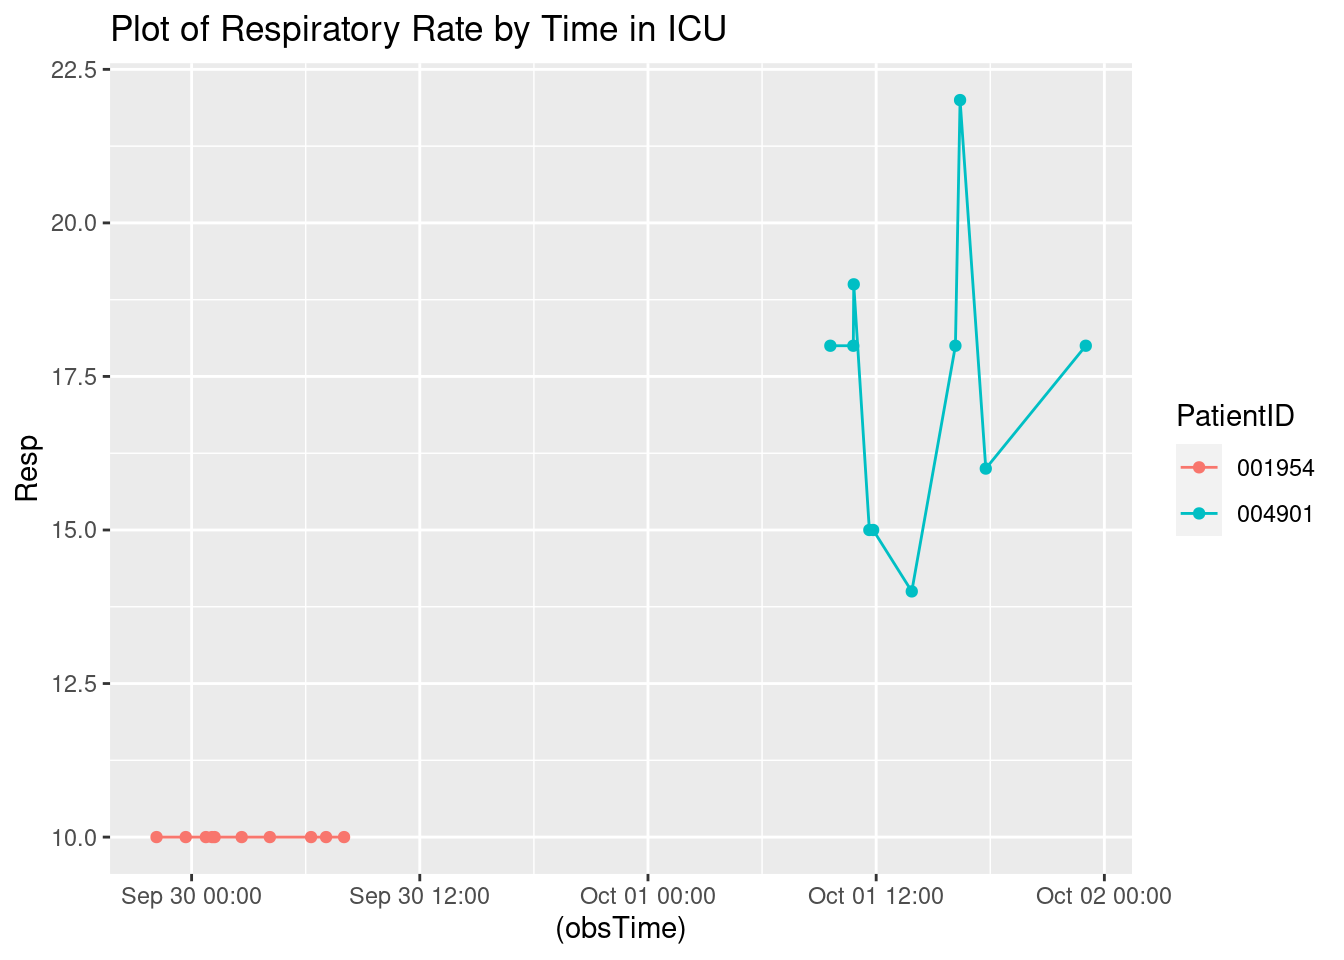 Plot of Respiratory Rate by Time in ICU
22.5
20.0
17.5
15.0
12.5
10.0
Resp
Sep 30 00:00 Sep 30 12:00 Oct 01 00:00 Oct 01 12:00 Oct 02 00:00
(obsTime)
PatientID
001954
004901